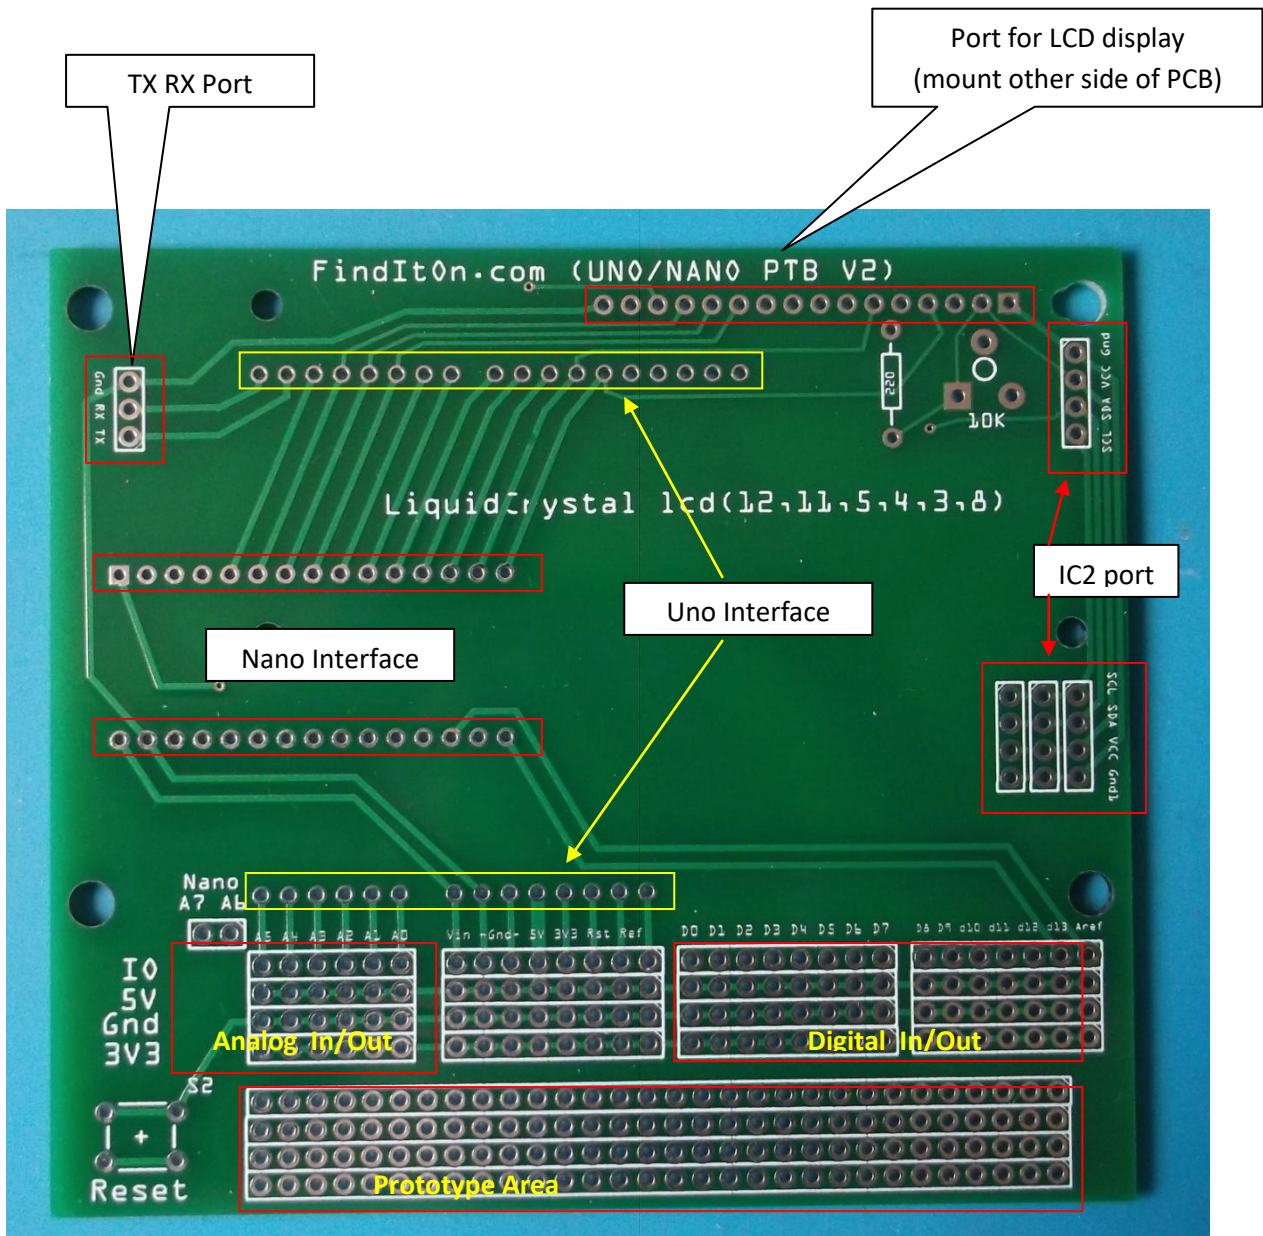 Port for LCD display
(mount other side of PCB)
TX RX Port
FindItOn.com (UNO/NANO PTB V2)
Gnd RX TX
220
10K
SCL SDA VCC Gnd
LiquidCrystal lcd(12,11,5,4,3,8)
IC2 port
Uno Interface
Nano Interface
SCL SDA VCC Gnd1
Nano
A7 A6
A5 A4 A3 A2 A1 A0
Vin -Gnd- 5V 3V3 Rst Ref
D0 D1 D2 D3 D4 D5 D6 D7
D8 D9 d10 d11 d12 d13 Aref
IO
5V
Gnd
3V3
Analog In/Out
Digital In/Out
S2
+
Reset
Prototype Area